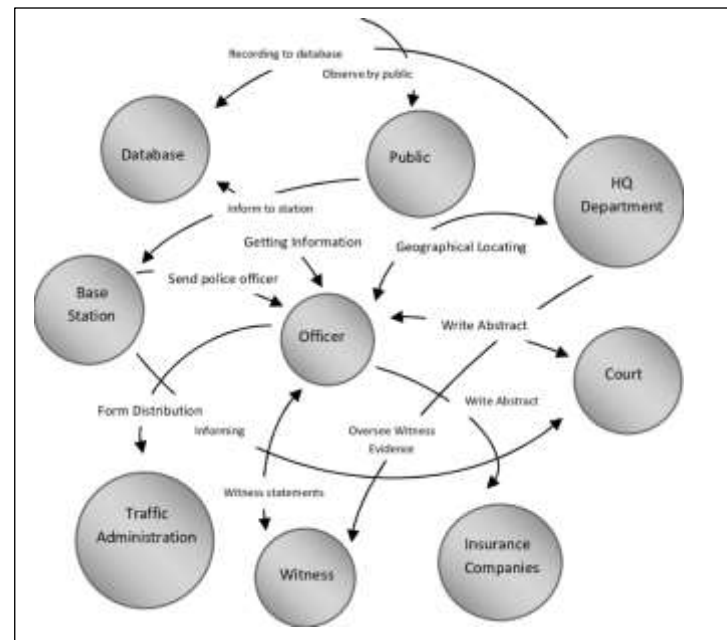 Recording to database
Observe by public
Database
Public
HQ
Department
Inform to station
Getting Information
Geographical Locating
Base
Station
Send police officer
Officer
Write Abstract
Court
Form Distribution
Write Abstract
Informing
Oversee Witness
Evidence
Witness statements
Traffic
Administration
Witness
Insurance
Companies